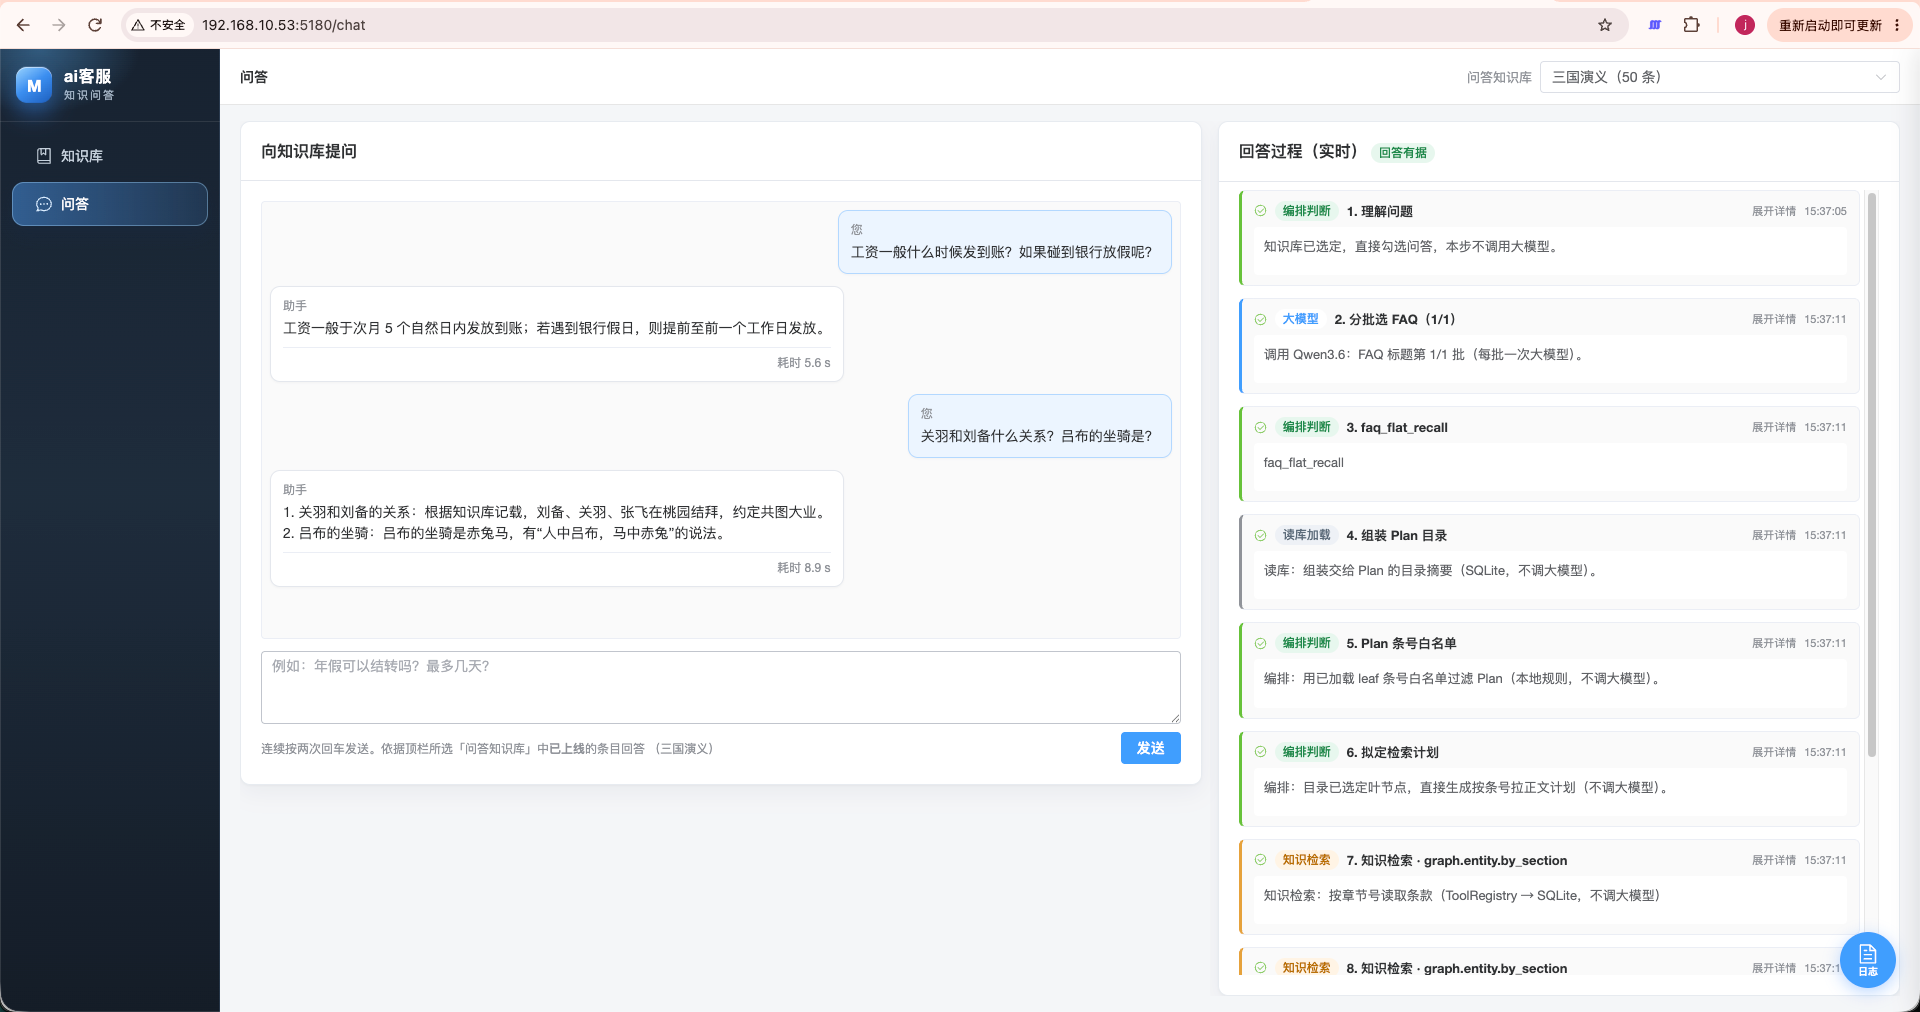 不安全
192.168.10.53:5180/chat
j
重新启动即可更新
M
ai客服
知识问答
知识库
问答
问答
问答知识库
三国演义（50 条）
向知识库提问
您
工资一般什么时候发到账？如果碰到银行放假呢？
助手
工资一般于次月 5 个自然日内发放到账；若遇到银行假日，则提前至前一个工作日发放。
耗时 5.6 s
您
关羽和刘备什么关系？吕布的坐骑是？
助手
1. 关羽和刘备的关系：根据知识库记载，刘备、关羽、张飞在桃园结拜，约定共图大业。
2. 吕布的坐骑：吕布的坐骑是赤兔马，有“人中吕布，马中赤兔”的说法。
耗时 8.9 s
例如：年假可以结转吗？最多几天？
连续按两次回车发送。依据顶栏所选「问答知识库」中已上线的条目回答 （三国演义）
发送
回答过程（实时）
回答有据
编排判断 1. 理解问题 展开详情 15:37:05
知识库已选定，直接勾选问答，本步不调用大模型。
大模型 2. 分批选 FAQ（1/1） 展开详情 15:37:11
调用 Qwen3.6：FAQ 标题第 1/1 批（每批一次大模型）。
编排判断 3. faq_flat_recall 展开详情 15:37:11
faq_flat_recall
读库加载 4. 组装 Plan 目录 展开详情 15:37:11
读库：组装交给 Plan 的目录摘要（SQLite，不调大模型）。
编排判断 5. Plan 条号白名单 展开详情 15:37:11
编排：用已加载 leaf 条号白名单过滤 Plan（本地规则，不调大模型）。
编排判断 6. 拟定检索计划 展开详情 15:37:11
编排：目录已选定叶节点，直接生成按条号拉正文计划（不调大模型）。
知识检索 7. 知识检索 · graph.entity.by_section 展开详情 15:37:11
知识检索：按章节号读取条款（ToolRegistry → SQLite，不调大模型）
知识检索 8. 知识检索 · graph.entity.by_section 展开详情 15:37:1
日志